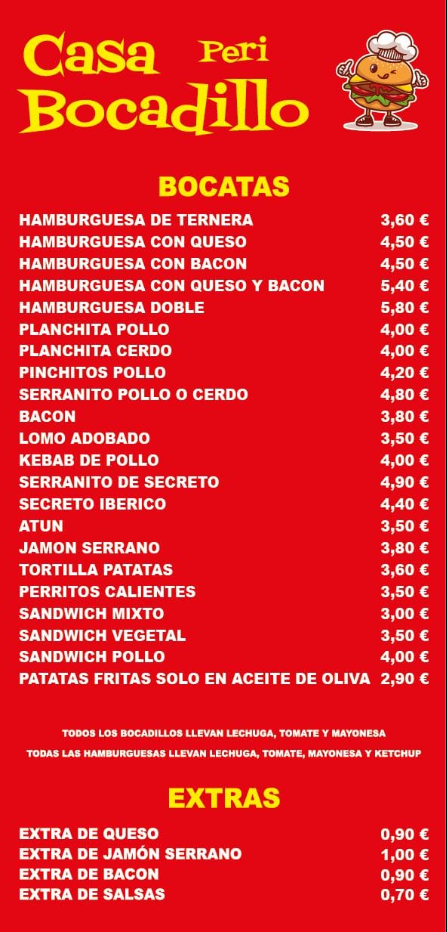 Casa Peri
Bocadillo
BOCATAS
HAMBURGUESA DE TERNERA 3,60 €
HAMBURGUESA CON QUESO 4,50 €
HAMBURGUESA CON BACON 4,50 €
HAMBURGUESA CON QUESO Y BACON 5,40 €
HAMBURGUESA DOBLE 5,80 €
PLANCHITA POLLO 4,00 €
PLANCHITA CERDO 4,00 €
PINCHITOS POLLO 4,20 €
SERRANITO POLLO O CERDO 4,80 €
BACON 3,80 €
LOMO ADOBADO 3,50 €
KEBAB DE POLLO 4,00 €
SERRANITO DE SECRETO 4,90 €
SECRETO IBERICO 4,40 €
ATUN 3,50 €
JAMON SERRANO 3,80 €
TORTILLA PATATAS 3,60 €
PERRITOS CALIENTES 3,50 €
SANDWICH MIXTO 3,00 €
SANDWICH VEGETAL 3,50 €
SANDWICH POLLO 4,00 €
PATATAS FRITAS SOLO EN ACEITE DE OLIVA 2,90 €
TODOS LOS BOCADILLOS LLEVAN LECHUGA, TOMATE Y MAYONESA
TODAS LAS HAMBURGUESAS LLEVAN LECHUGA, TOMATE, MAYONESA Y KETCHUP
EXTRAS
EXTRA DE QUESO 0,90 €
EXTRA DE JAMÓN SERRANO 1,00 €
EXTRA DE BACON 0,90 €
EXTRA DE SALSAS 0,70 €